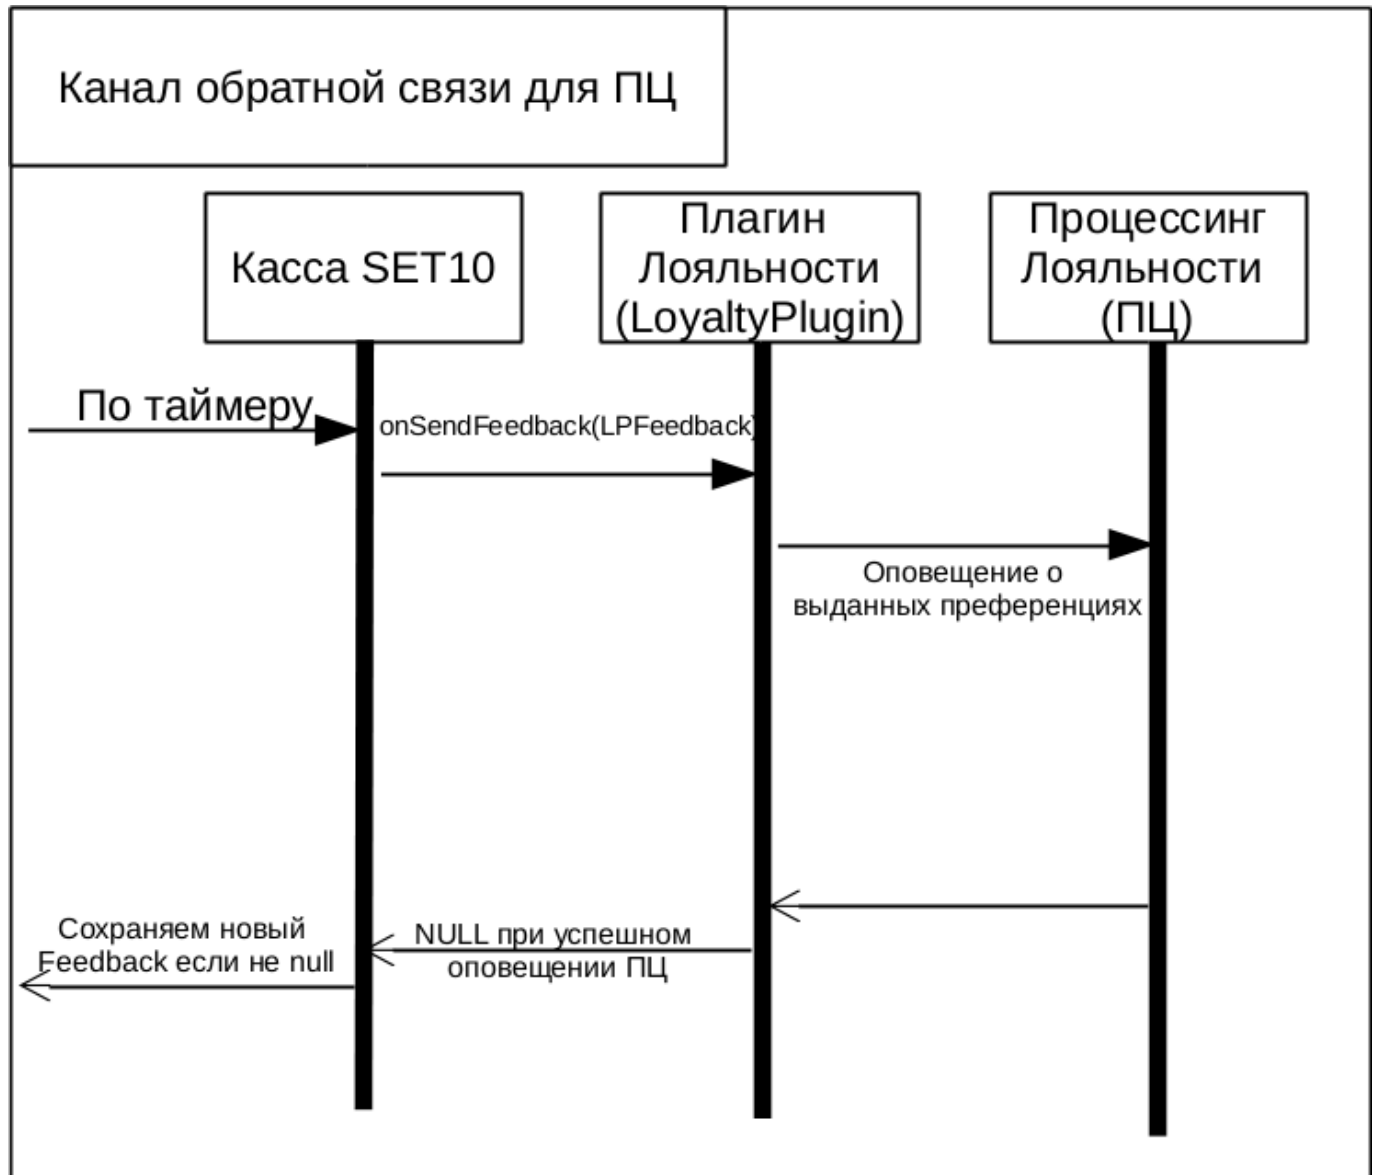 Канал обратной связи для ПЦ
Касса SET10
Плагин
Лояльности
(LoyaltyPlugin)
Процессинг
Лояльности
(ПЦ)
По таймеру
onSendFeedback(LPFeedback)
Оповещение о
выданных преференциях
NULL при успешном
оповещении ПЦ
Сохраняем новый
Feedback если не null